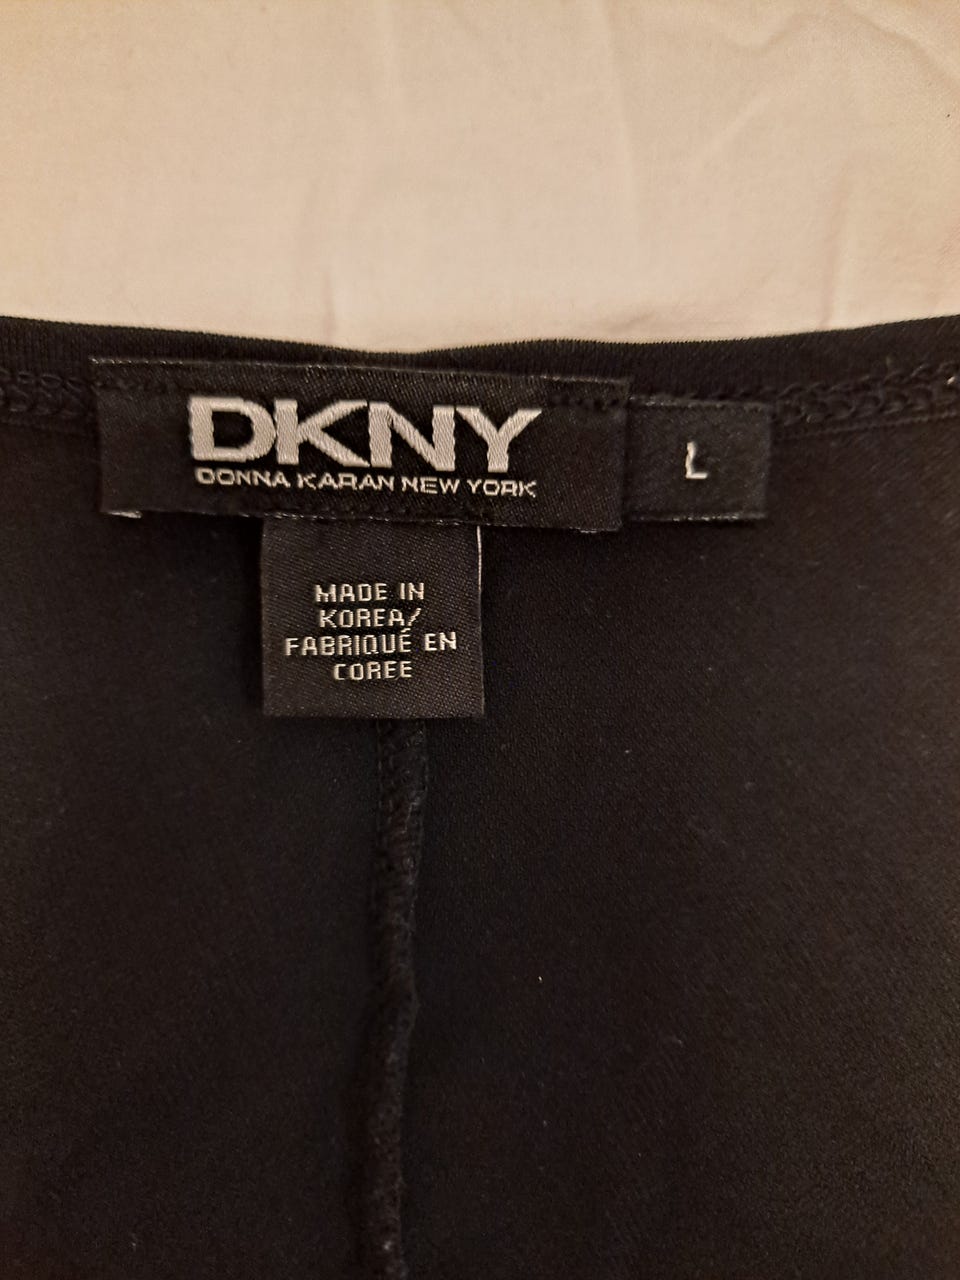 DKNY
DONNA KARAN NEW YORK
L
MADE IN
KOREA/
FABRIQUÉ EN
COREE